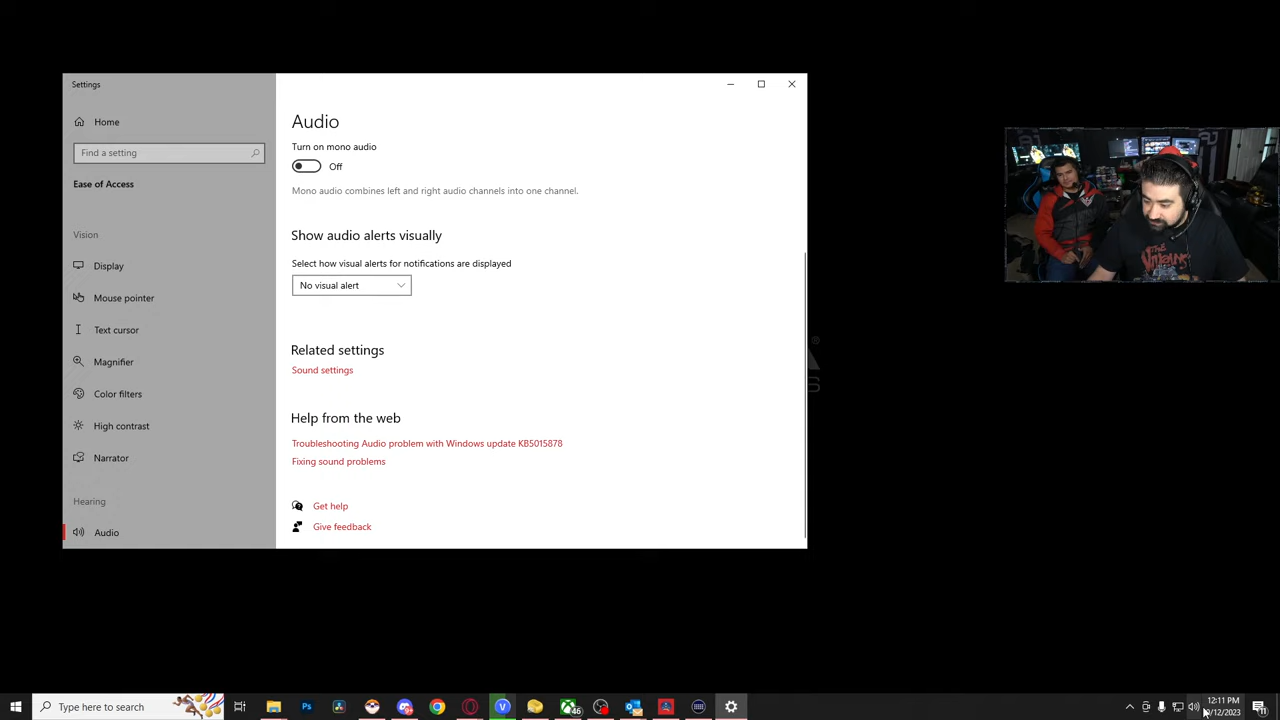 Settings
Home
Find a setting
Ease of Access
Vision
Display
Mouse pointer
Text cursor
Magnifier
Color filters
High contrast
Narrator
Hearing
Audio
Audio
Turn on mono audio
Off
Mono audio combines left and right audio channels into one channel.
Show audio alerts visually
Select how visual alerts for notifications are displayed
No visual alert
Related settings
Sound settings
Help from the web
Troubleshooting Audio problem with Windows update KB5015878
Fixing sound problems
Get help
Give feedback
Type here to search
Ps
46
12:11 PM
/12/2023